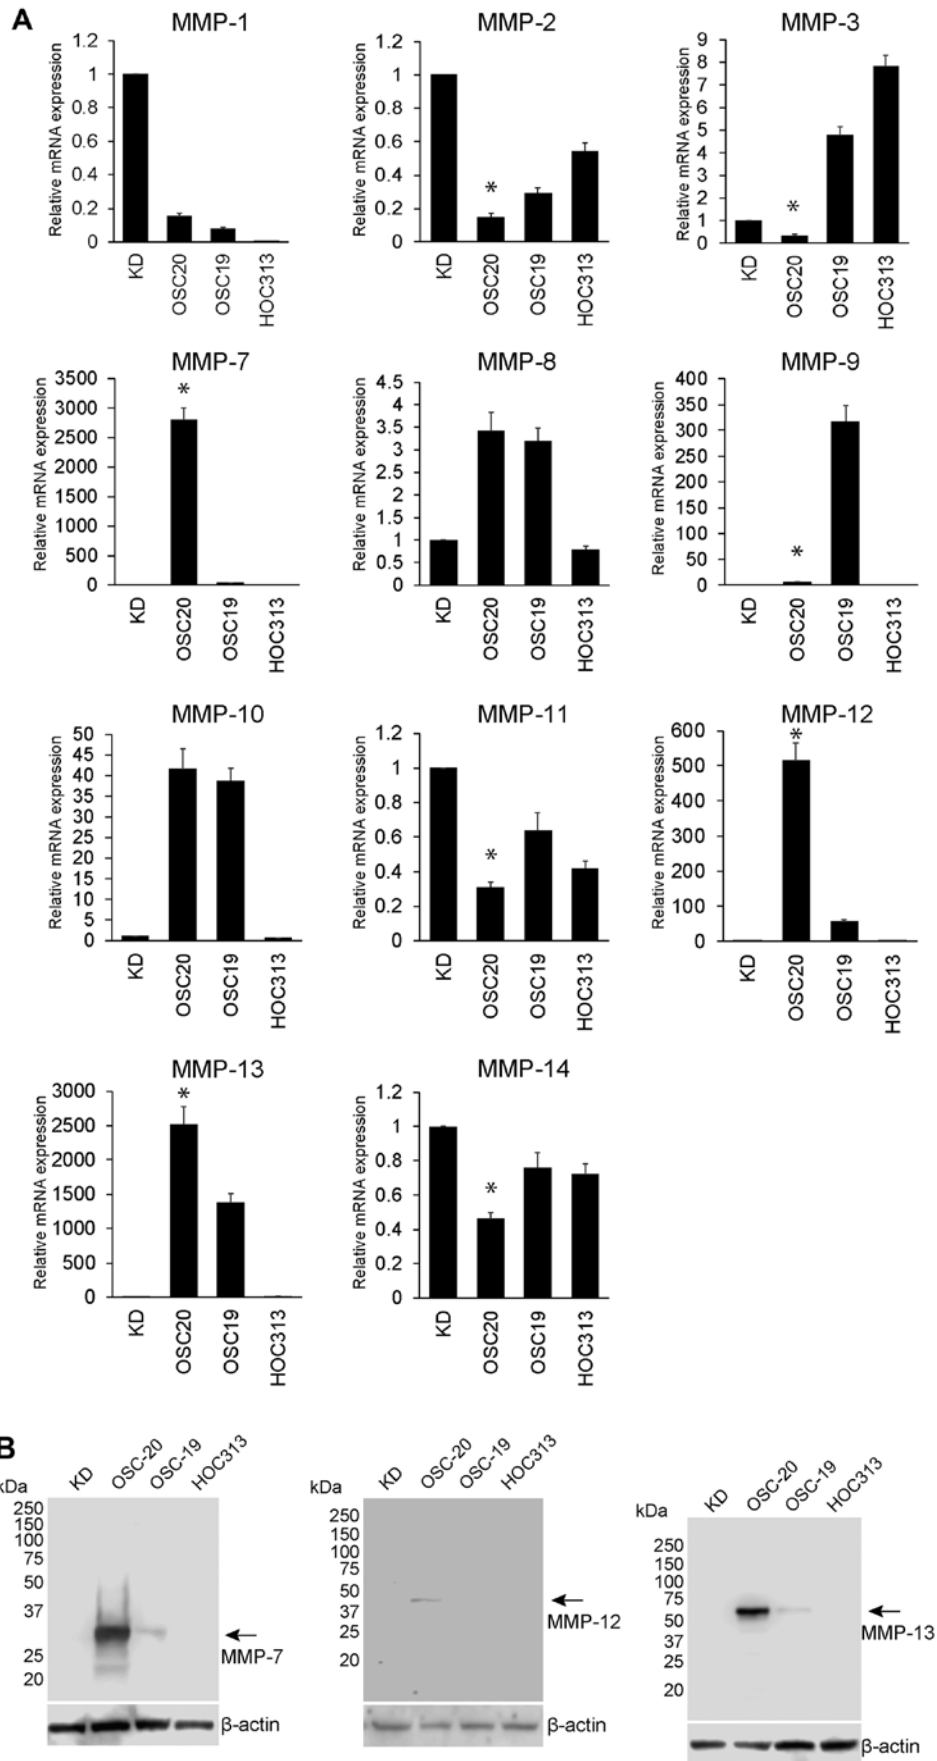 A
MMP-1
MMP-2
MMP-3
Relative mRNA expression
1.2
1
0.8
0.6
0.4
0.2
0
KD
OSC20
OSC19
HOC313
Relative mRNA expression
1.2
1
0.8
0.6
0.4
0.2
0
*
KD
OSC20
OSC19
HOC313
Relative mRNA expression
9
8
7
6
5
4
3
2
1
0
*
KD
OSC20
OSC19
HOC313
MMP-7
MMP-8
MMP-9
Relative mRNA expression
3500
3000
2500
2000
1500
1000
500
0
*
KD
OSC20
OSC19
HOC313
Relative mRNA expression
4.5
4
3.5
3
2.5
2
1.5
1
0.5
0
KD
OSC20
OSC19
HOC313
Relative mRNA expression
400
350
300
250
200
150
100
50
0
*
KD
OSC20
OSC19
HOC313
MMP-10
MMP-11
MMP-12
Relative mRNA expression
50
45
40
35
30
25
20
15
10
5
0
KD
OSC20
OSC19
HOC313
Relative mRNA expression
1.2
1
0.8
0.6
0.4
0.2
0
*
KD
OSC20
OSC19
HOC313
Relative mRNA expression
600
500
400
300
200
100
0
*
KD
OSC20
OSC19
HOC313
MMP-13
MMP-14
Relative mRNA expression
3000
2500
2000
1500
1000
500
0
*
KD
OSC20
OSC19
HOC313
Relative mRNA expression
1.2
1
0.8
0.6
0.4
0.2
0
*
KD
OSC20
OSC19
HOC313
B
kDa
KD
OSC-20
OSC-19
HOC313
250
150
100
75
50
37
25
20
MMP-7
β-actin
kDa
KD
OSC-20
OSC-19
HOC313
250
150
100
75
50
37
25
20
MMP-12
β-actin
kDa
KD
OSC-20
OSC-19
HOC313
250
150
100
75
50
37
25
20
MMP-13
β-actin